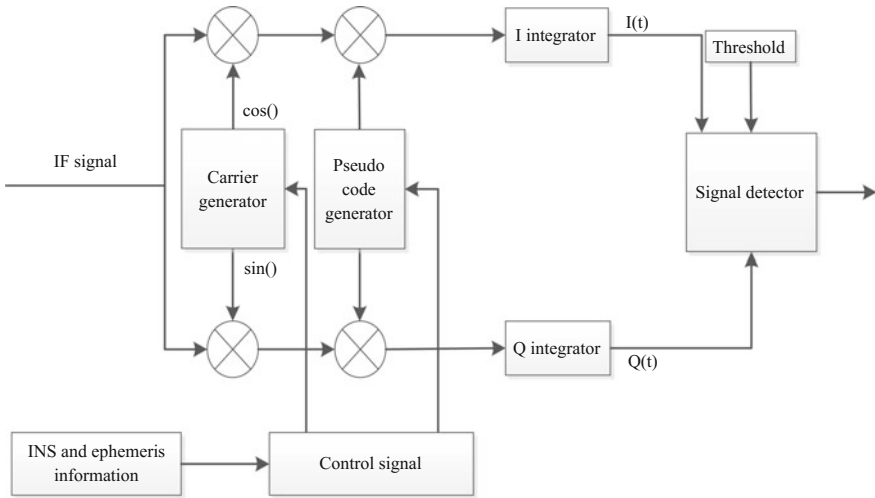 I integrator
I(t)
Threshold
cos()
IF signal
Carrier
generator
Pseudo
code
generator
Signal detector
sin()
Q integrator
Q(t)
INS and ephemeris
information
Control signal